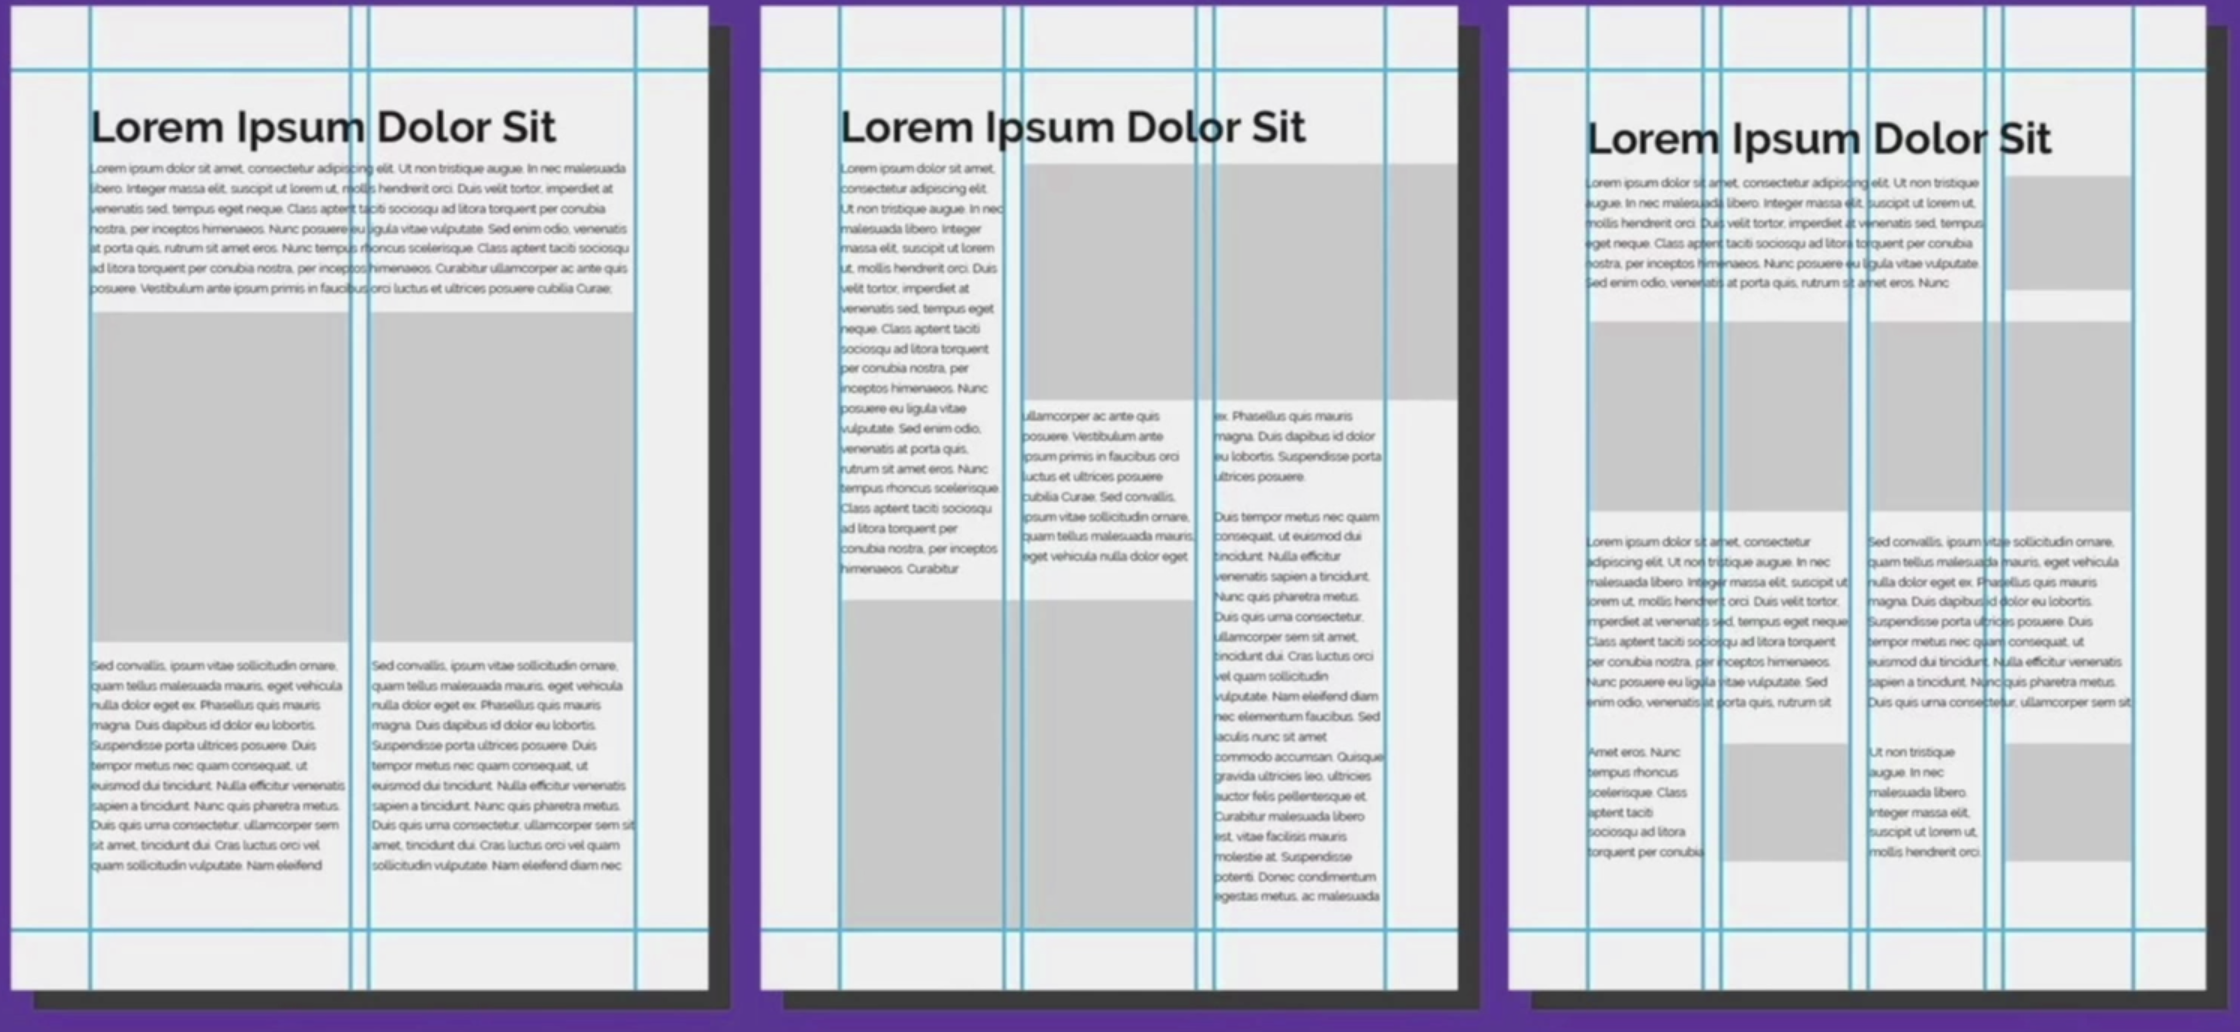 Lorem Ipsum Dolor Sit
Lorem ipsum dolor sit amet, consectetur adipiscing elit. Ut non tristique augue. In nec malesuada
libero. Integer massa elit, suscipit ut lorem ut, mollis hendrerit orci. Duis velit tortor, imperdiet at
venenatis sed, tempus eget neque. Class aptent taciti sociosqu ad litora torquent per conubia
nostra, per inceptos himenaeos. Nunc posuere eu ligula vitae vulputate. Sed enim odio, venenatis
at porta quis, rutrum sit amet eros. Nunc tempus rhoncus scelerisque. Class aptent taciti sociosqu
ad litora torquent per conubia nostra, per inceptos himenaeos. Curabitur ullamcorper ac ante quis
posuere. Vestibulum ante ipsum primis in faucibus orci luctus et ultrices posuere cubilia Curae;
Sed convallis, ipsum vitae sollicitudin ornare,
quam tellus malesuada mauris, eget vehicula
nulla dolor eget ex. Phasellus quis mauris
magna. Duis dapibus id dolor eu lobortis.
Suspendisse porta ultrices posuere. Duis
tempor metus nec quam consequat, ut
euismod dui tincidunt. Nulla efficitur venenatis
sapien a tincidunt. Nunc quis pharetra metus.
Duis quis urna consectetur, ullamcorper sem
sit amet, tincidunt dui. Cras luctus orci vel
quam sollicitudin vulputate. Nam eleifend
Sed convallis, ipsum vitae sollicitudin ornare,
quam tellus malesuada mauris, eget vehicula
nulla dolor eget ex. Phasellus quis mauris
magna. Duis dapibus id dolor eu lobortis.
Suspendisse porta ultrices posuere. Duis
tempor metus nec quam consequat, ut
euismod dui tincidunt. Nulla efficitur venenatis
sapien a tincidunt. Nunc quis pharetra metus.
Duis quis urna consectetur, ullamcorper sem sit
amet, tincidunt dui. Cras luctus orci vel quam
sollicitudin vulputate. Nam eleifend diam nec
Lorem Ipsum Dolor Sit
Lorem ipsum dolor sit amet,
consectetur adipiscing elit.
Ut non tristique augue. In nec
malesuada libero. Integer
massa elit, suscipit ut lorem
ut, mollis hendrerit orci. Duis
velit tortor, imperdiet at
venenatis sed, tempus eget
neque. Class aptent taciti
sociosqu ad litora torquent
per conubia nostra, per
inceptos himenaeos. Nunc
posuere eu ligula vitae
vulputate. Sed enim odio,
venenatis at porta quis,
rutrum sit amet eros. Nunc
tempus rhoncus scelerisque.
Class aptent taciti sociosqu
ad litora torquent per
conubia nostra, per inceptos
himenaeos. Curabitur
ullamcorper ac ante quis
posuere. Vestibulum ante
ipsum primis in faucibus orci
luctus et ultrices posuere
cubilia Curae; Sed convallis,
ipsum vitae sollicitudin ornare,
quam tellus malesuada mauris,
eget vehicula nulla dolor eget
ex. Phasellus quis mauris
magna. Duis dapibus id dolor
eu lobortis. Suspendisse porta
ultrices posuere.
Duis tempor metus nec quam
consequat, ut euismod dui
tincidunt. Nulla efficitur
venenatis sapien a tincidunt.
Nunc quis pharetra metus.
Duis quis urna consectetur,
ullamcorper sem sit amet,
tincidunt dui. Cras luctus orci
vel quam sollicitudin
vulputate. Nam eleifend diam
nec elementum faucibus. Sed
iaculis nunc sit amet
commodo accumsan. Quisque
gravida ultricies leo, ultricies
auctor felis pellentesque et.
Curabitur malesuada libero
est, vitae facilisis mauris
molestie at. Suspendisse
potenti. Donec condimentum
egestas metus, ac malesuada
Lorem Ipsum Dolor Sit
Lorem ipsum dolor sit amet, consectetur adipiscing elit. Ut non tristique
augue. In nec malesuada libero. Integer massa elit, suscipit ut lorem ut,
mollis hendrerit orci. Duis velit tortor, imperdiet at venenatis sed, tempus
eget neque. Class aptent taciti sociosqu ad litora torquent per conubia
nostra, per inceptos himenaeos. Nunc posuere eu ligula vitae vulputate.
Sed enim odio, venenatis at porta quis, rutrum sit amet eros. Nunc
Lorem ipsum dolor sit amet, consectetur
adipiscing elit. Ut non tristique augue. In nec
malesuada libero. Integer massa elit, suscipit ut
lorem ut, mollis hendrerit orci. Duis velit tortor,
imperdiet at venenatis sed, tempus eget neque.
Class aptent taciti sociosqu ad litora torquent
per conubia nostra, per inceptos himenaeos.
Nunc posuere eu ligula vitae vulputate. Sed
enim odio, venenatis at porta quis, rutrum sit
Sed convallis, ipsum vitae sollicitudin ornare,
quam tellus malesuada mauris, eget vehicula
nulla dolor eget ex. Phasellus quis mauris
magna. Duis dapibus id dolor eu lobortis.
Suspendisse porta ultrices posuere. Duis
tempor metus nec quam consequat, ut
euismod dui tincidunt. Nulla efficitur venenatis
sapien a tincidunt. Nunc quis pharetra metus.
Duis quis urna consectetur, ullamcorper sem sit
Amet eros. Nunc
tempus rhoncus
scelerisque. Class
aptent taciti
sociosqu ad litora
torquent per conubia
Ut non tristique
augue. In nec
malesuada libero.
Integer massa elit,
suscipit ut lorem ut,
mollis hendrerit orci.